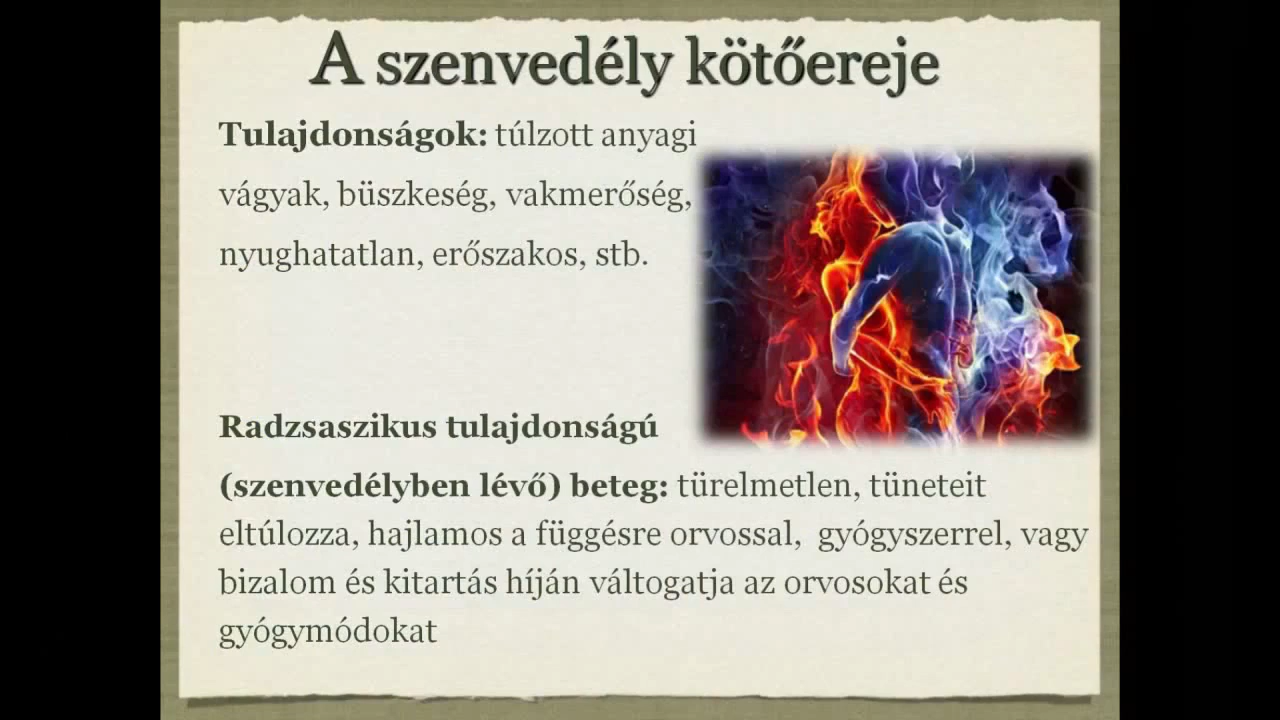 A szenvedély kötőereje
Tulajdonságok: túlzott anyagi
vágyak, büszkeség, vakmerőség,
nyughatatlan, erőszakos, stb.
Radzsaszikus tulajdonságú
(szenvedélyben lévő) beteg: türelmetlen, tüneteit
eltúlozza, hajlamos a függésre orvossal, gyógyszerrel, vagy
bizalom és kitartás híján váltogatja az orvosokat és
gyógymódokat